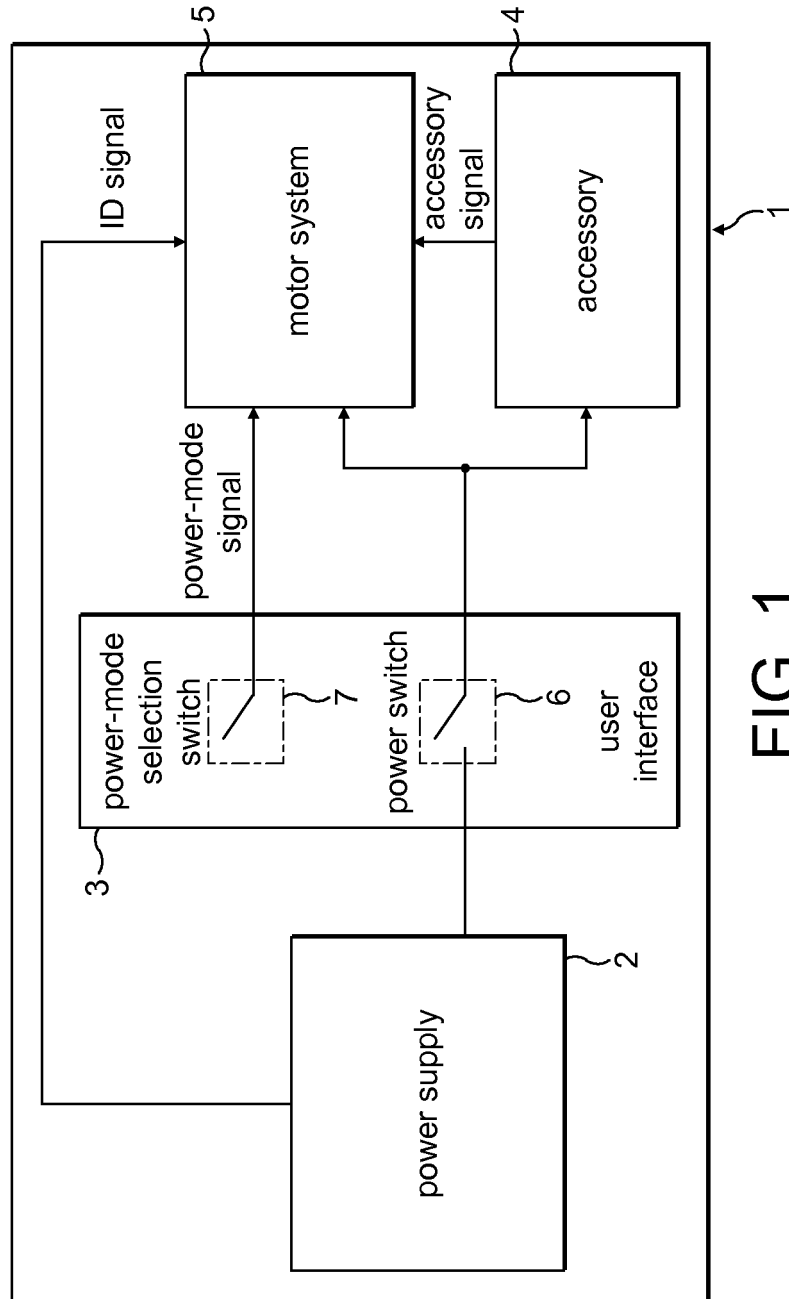 5
ID signal
motor system
accessory
signal
4
accessory
1
power-mode
signal
power-mode
selection
switch
7
power switch
6
user
interface
3
power supply
2
FIG. 1